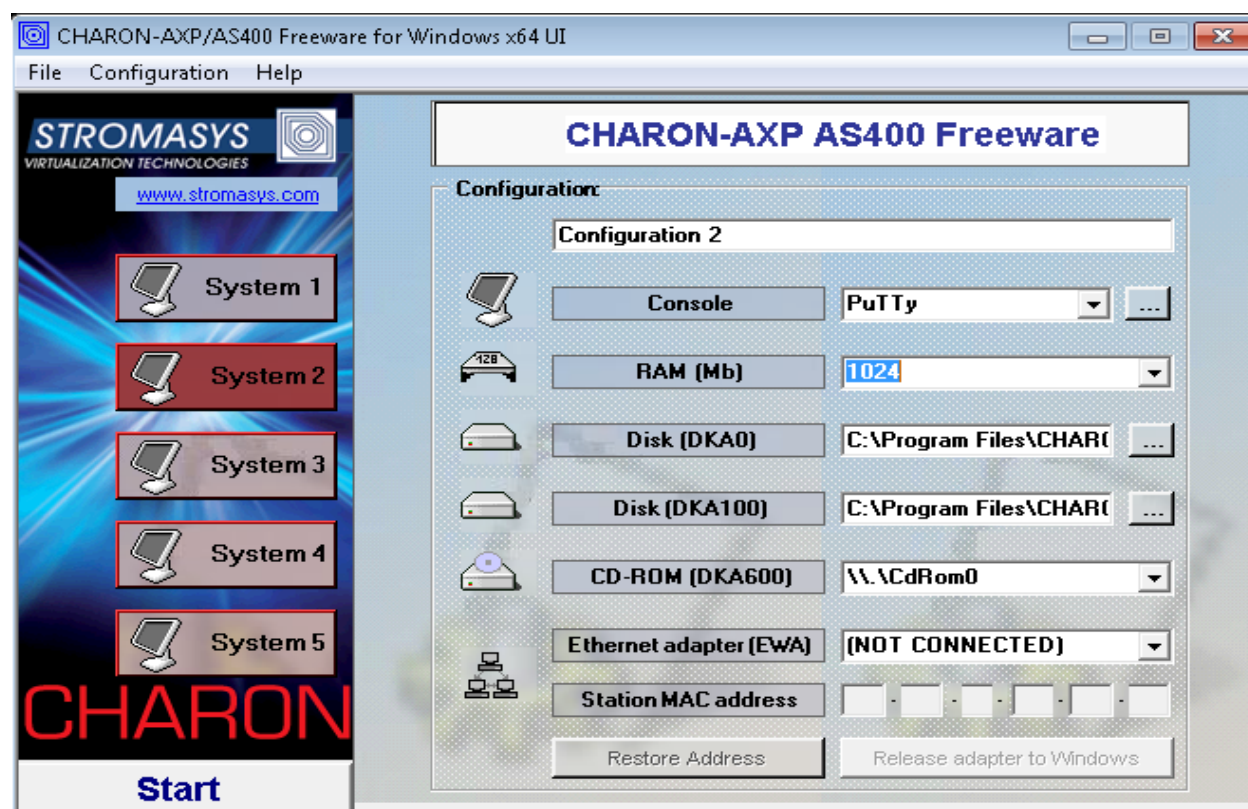 CHARON-AXP/AS400 Freeware for Windows x64 UI
File Configuration Help
STROMASYS
VIRTUALIZATION TECHNOLOGIES
www.stromasys.com
System 1
System 2
System 3
System 4
System 5
CHARON
Start
CHARON-AXP AS400 Freeware
Configuration:
Configuration 2
Console PuTTy ...
128
RAM (Mb) 1024
Disk (DKA0) C:\Program Files\CHAR( ...
Disk (DKA100) C:\Program Files\CHAR( ...
CD-ROM (DKA600) \\.\CdRom0
Ethernet adapter (EWA) (NOT CONNECTED)
Station MAC address - - - - -
Restore Address Release adapter to Windows